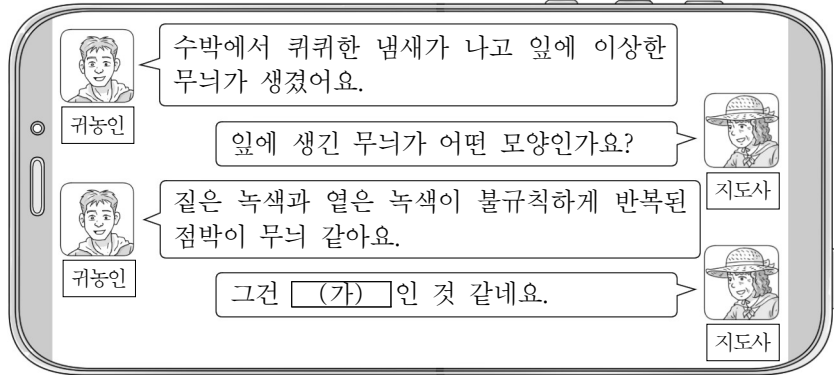 수박에서 퀴퀴한 냄새가 나고 잎에 이상한
무늬가 생겼어요.
귀농인
잎에 생긴 무늬가 어떤 모양인가요?
지도사
짙은 녹색과 옅은 녹색이 불규칙하게 반복된
점박이 무늬 같아요.
귀농인
그건 (가) 인 것 같네요.
지도사